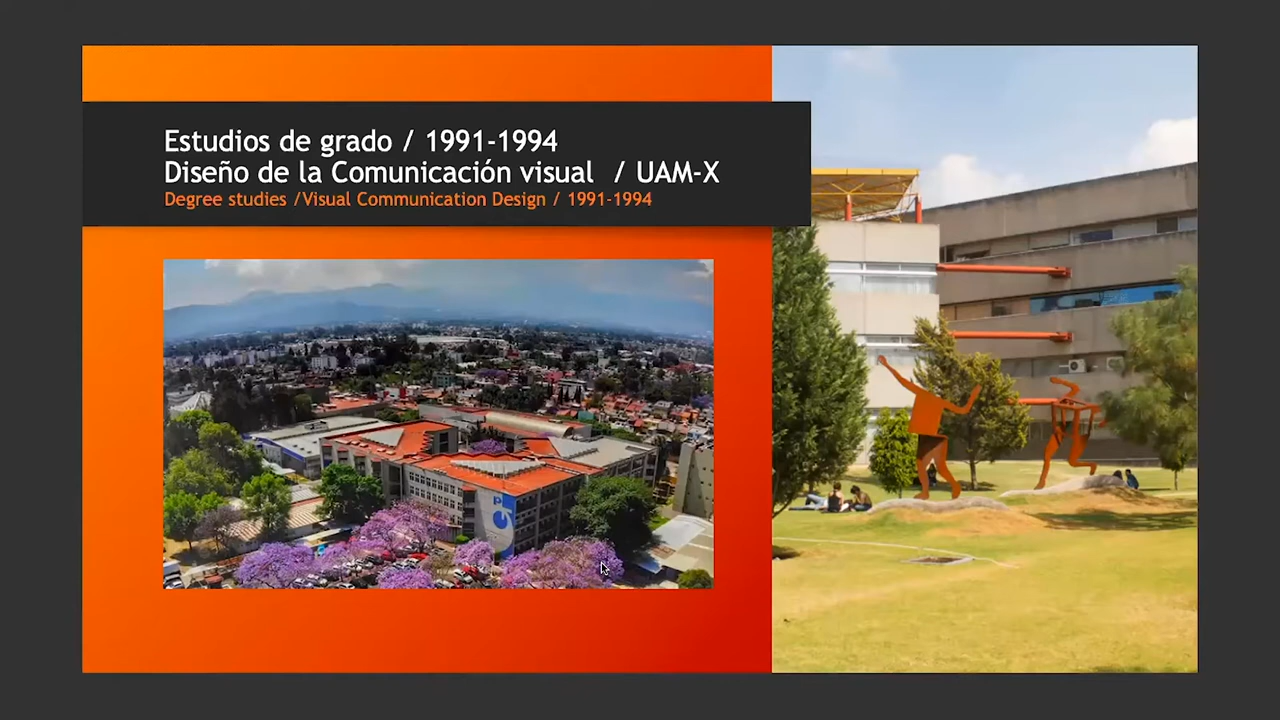 Estudios de grado / 1991-1994
Diseño de la Comunicación visual / UAM-X
Degree studies /Visual Communication Design / 1991-1994